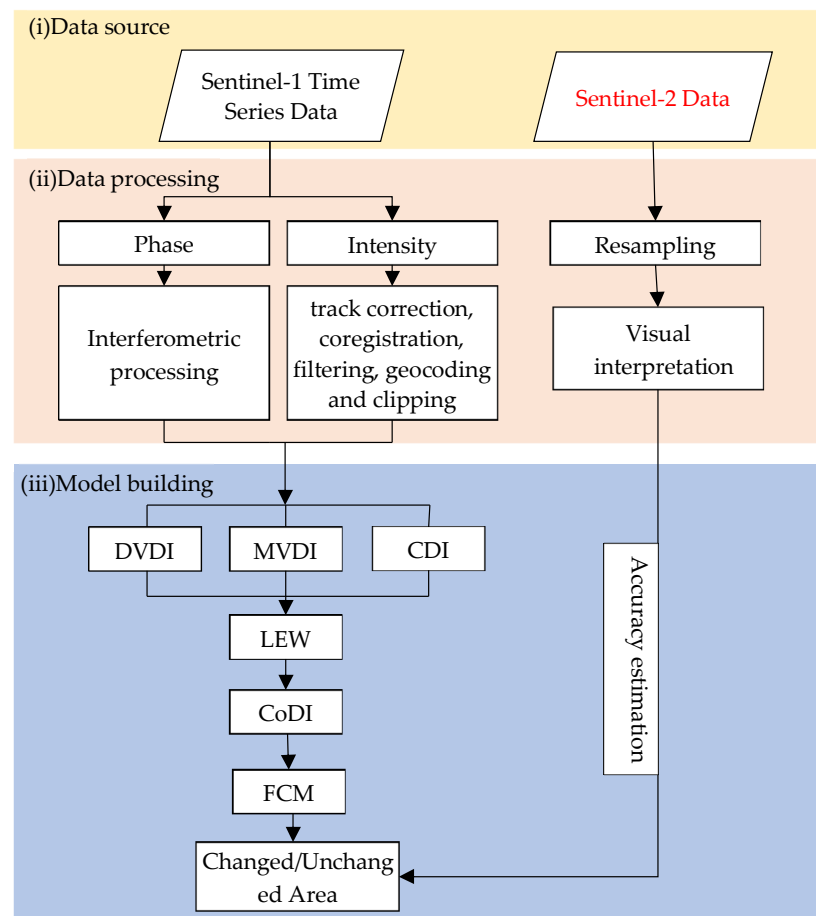 (i)Data source
Sentinel-1 Time
Series Data
Sentinel-2 Data
(ii)Data processing
Phase
Intensity
Resampling
Interferometric
processing
track correction,
coregistration,
filtering, geocoding
and clipping
Visual
interpretation
(iii)Model building
DVDI
MVDI
CDI
Accuracy estimation
LEW
CoDI
FCM
Changed/Unchang
ed Area